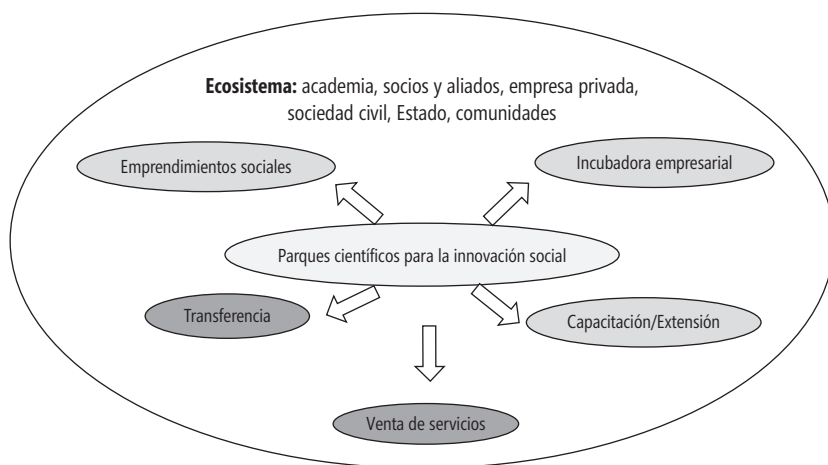 Ecosistema: academia, socios y aliados, empresa privada,
sociedad civil, Estado, comunidades
Emprendimientos sociales
Incubadora empresarial
Parques científicos para la innovación social
Transferencia
Capacitación/Extensión
Venta de servicios